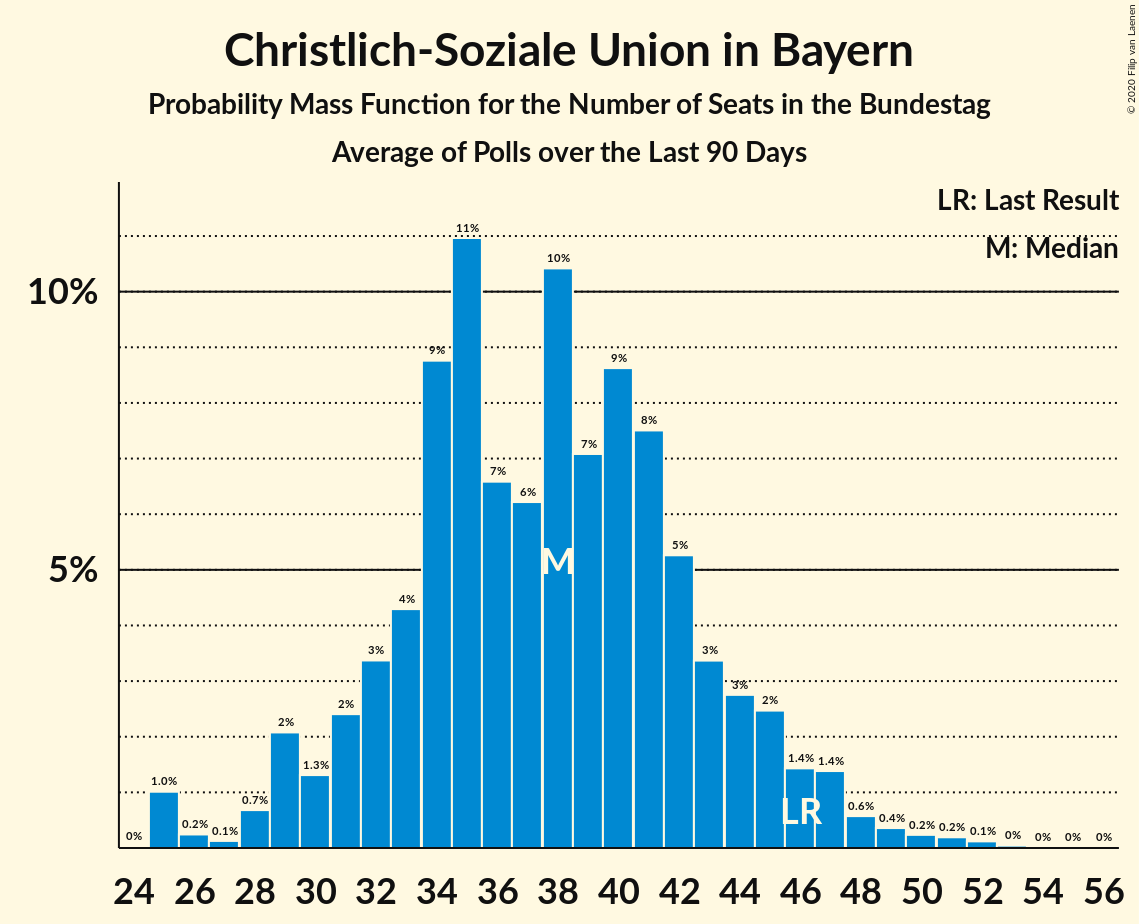 Christlich-Soziale Union in Bayern
Probability Mass Function for the Number of Seats in the Bundestag
Average of Polls over the Last 90 Days
© 2020 Filip van Laenen
LR: Last Result
M: Median
10%
5%
0% 1.0% 0.2% 0.1% 0.7% 2% 1.3% 2% 3% 4% 9% 11% 7% 6% 10% 7% 9% 8% 5% 3% 3% 2% 1.4% 1.4% 0.6% 0.4% 0.2% 0.2% 0.1% 0% 0% 0% 0%
M
LR
24 26 28 30 32 34 36 38 40 42 44 46 48 50 52 54 56